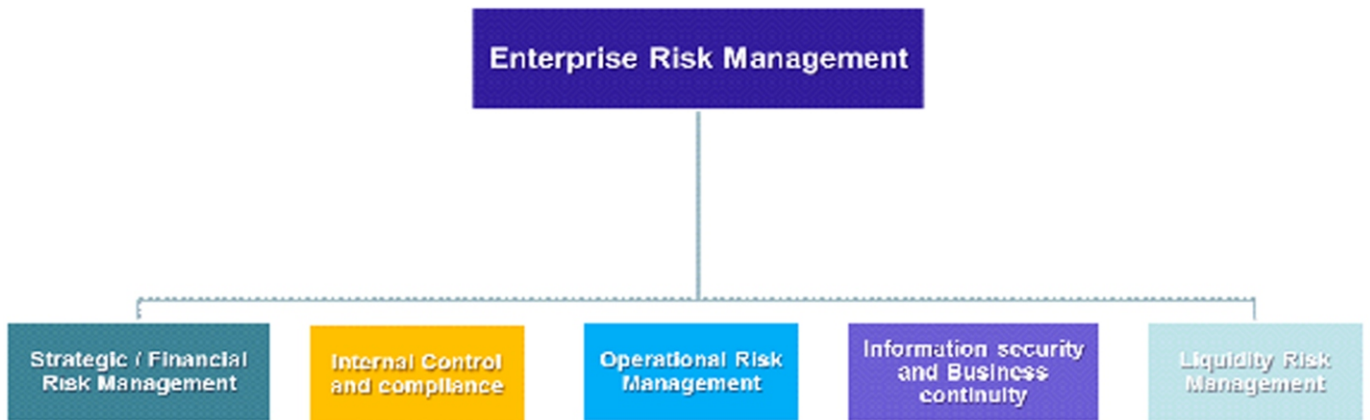 Enterprise Risk Management
Strategic / Financial
Risk Management
Internal Control
and compliance
Operational Risk
Management
Information security
and Business
continuity
Liquidity Risk
Management